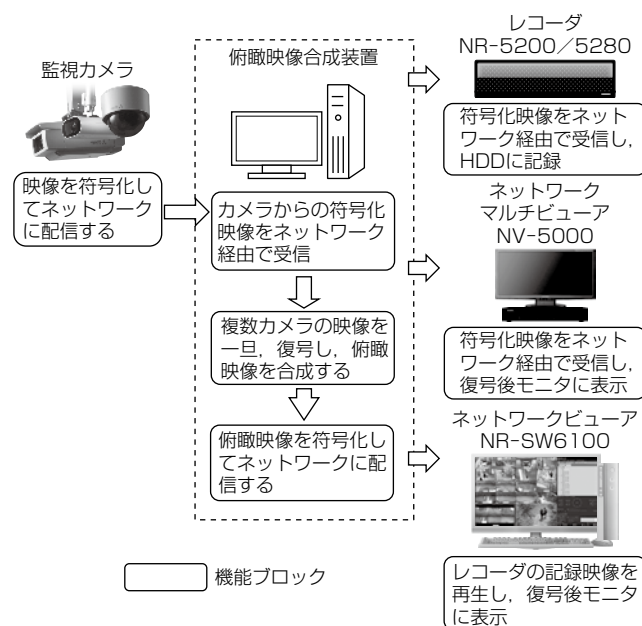 監視カメラ
映像を符号化し
てネットワーク
に配信する
俯瞰映像合成装置
カメラからの符号化
映像をネットワーク
経由で受信
複数カメラの映像を
一旦，復号し，俯瞰
映像を合成する
俯瞰映像を符号化し
てネットワークに配
信する
レコーダ
NR-5200／5280
符号化映像をネット
ワーク経由で受信し，
HDDに記録
ネットワーク
マルチビューア
NV-5000
符号化映像をネット
ワーク経由で受信し，
復号後モニタに表示
ネットワークビューア
NR-SW6100
レコーダの記録映像を
再生し，復号後モニタ
に表示
機能ブロック